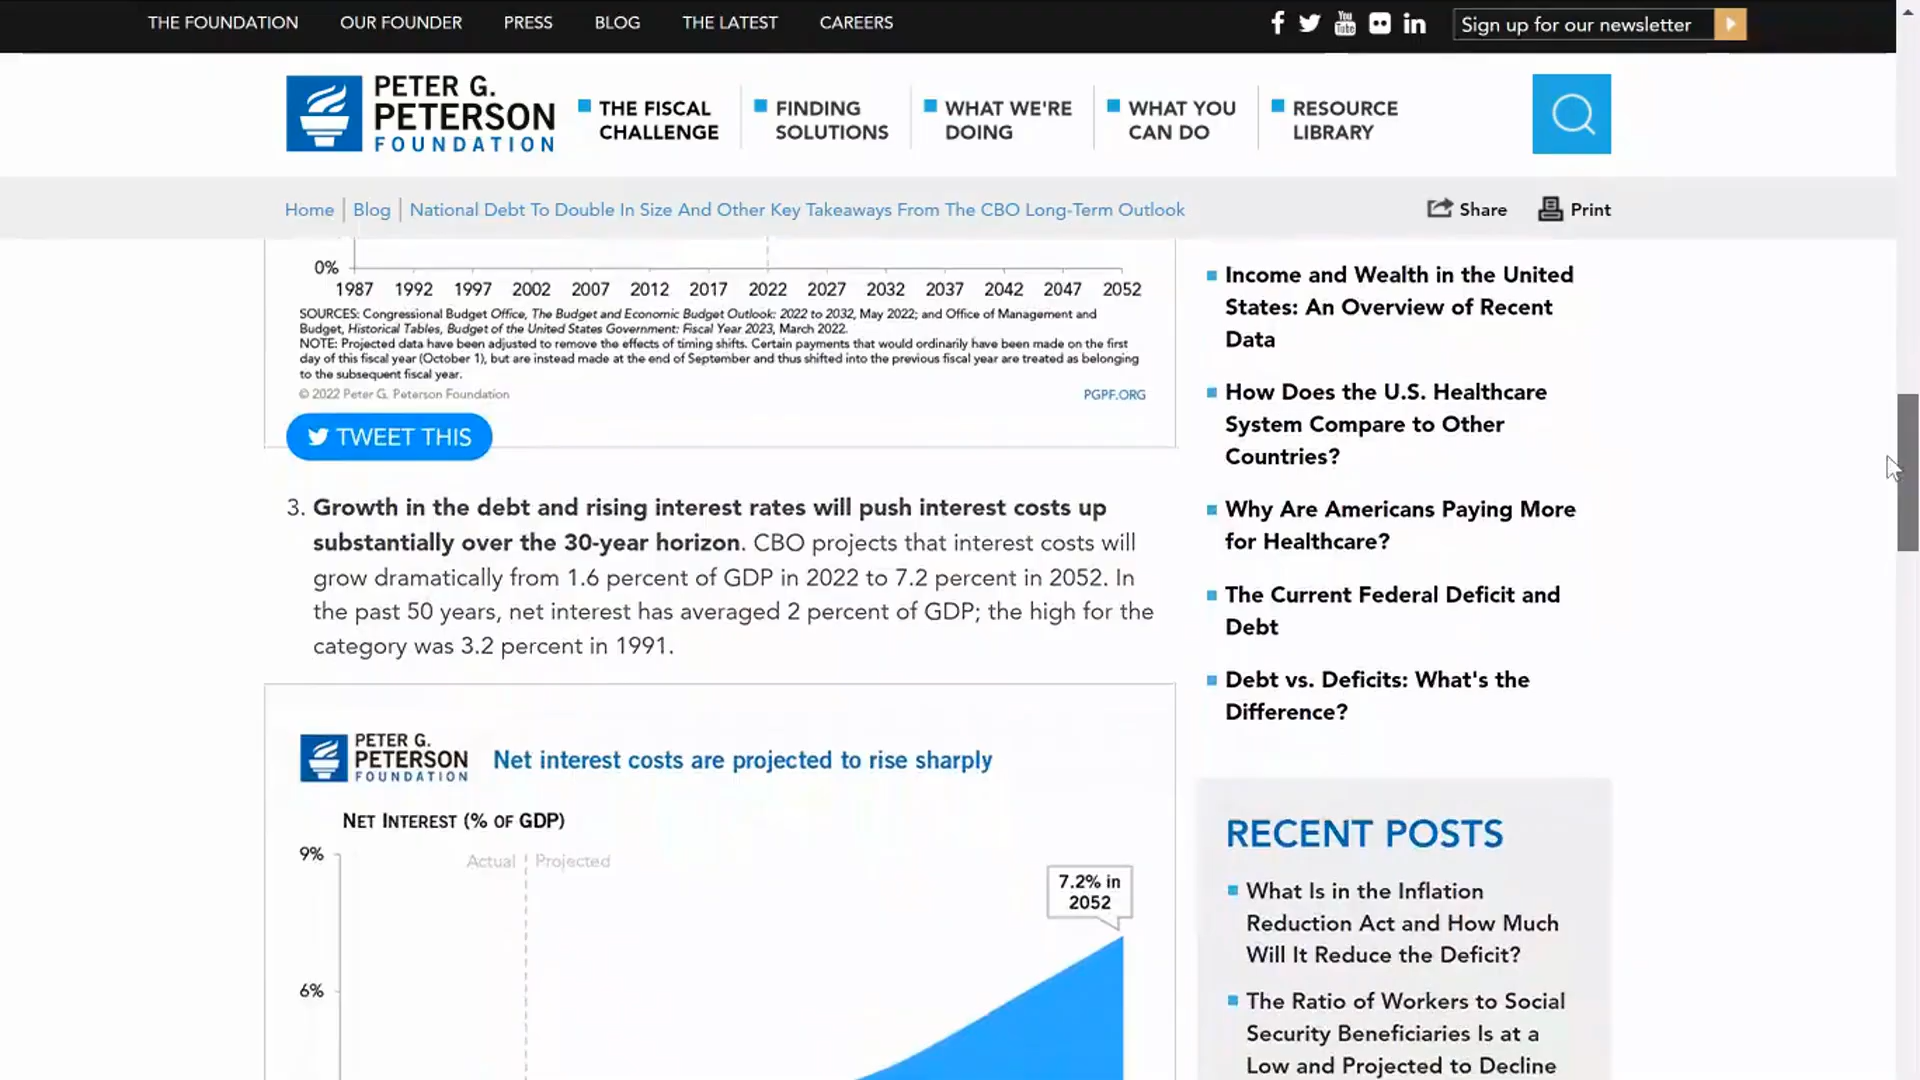 THE FOUNDATION OUR FOUNDER PRESS BLOG THE LATEST CAREERS
You Tube
in
Sign up for our newsletter
PETER G.
PETERSON
FOUNDATION
THE FISCAL
CHALLENGE
FINDING
SOLUTIONS
WHAT WE'RE
DOING
WHAT YOU
CAN DO
RESOURCE
LIBRARY
Home | Blog | National Debt To Double In Size And Other Key Takeaways From The CBO Long-Term Outlook
Share Print
0%
1987 1992 1997 2002 2007 2012 2017 2022 2027 2032 2037 2042 2047 2052
SOURCES: Congressional Budget Office, The Budget and Economic Budget Outlook: 2022 to 2032, May 2022; and Office of Management and
Budget, Historical Tables, Budget of the United States Government: Fiscal Year 2023, March 2022.
NOTE: Projected data have been adjusted to remove the effects of timing shifts. Certain payments that would ordinarily have been made on the first
day of this fiscal year (October 1), but are instead made at the end of September and thus shifted into the previous fiscal year are treated as belonging
to the subsequent fiscal year.
© 2022 Peter G. Peterson Foundation PGPF.ORG
TWEET THIS
3. Growth in the debt and rising interest rates will push interest costs up
substantially over the 30-year horizon. CBO projects that interest costs will
grow dramatically from 1.6 percent of GDP in 2022 to 7.2 percent in 2052. In
the past 50 years, net interest has averaged 2 percent of GDP; the high for the
category was 3.2 percent in 1991.
PETER G.
PETERSON
FOUNDATION
Net interest costs are projected to rise sharply
NET INTEREST (% OF GDP)
9%
Actual Projected
7.2% in
2052
6%
Income and Wealth in the United
States: An Overview of Recent
Data
How Does the U.S. Healthcare
System Compare to Other
Countries?
Why Are Americans Paying More
for Healthcare?
The Current Federal Deficit and
Debt
Debt vs. Deficits: What's the
Difference?
RECENT POSTS
What Is in the Inflation
Reduction Act and How Much
Will It Reduce the Deficit?
The Ratio of Workers to Social
Security Beneficiaries Is at a
Low and Projected to Decline